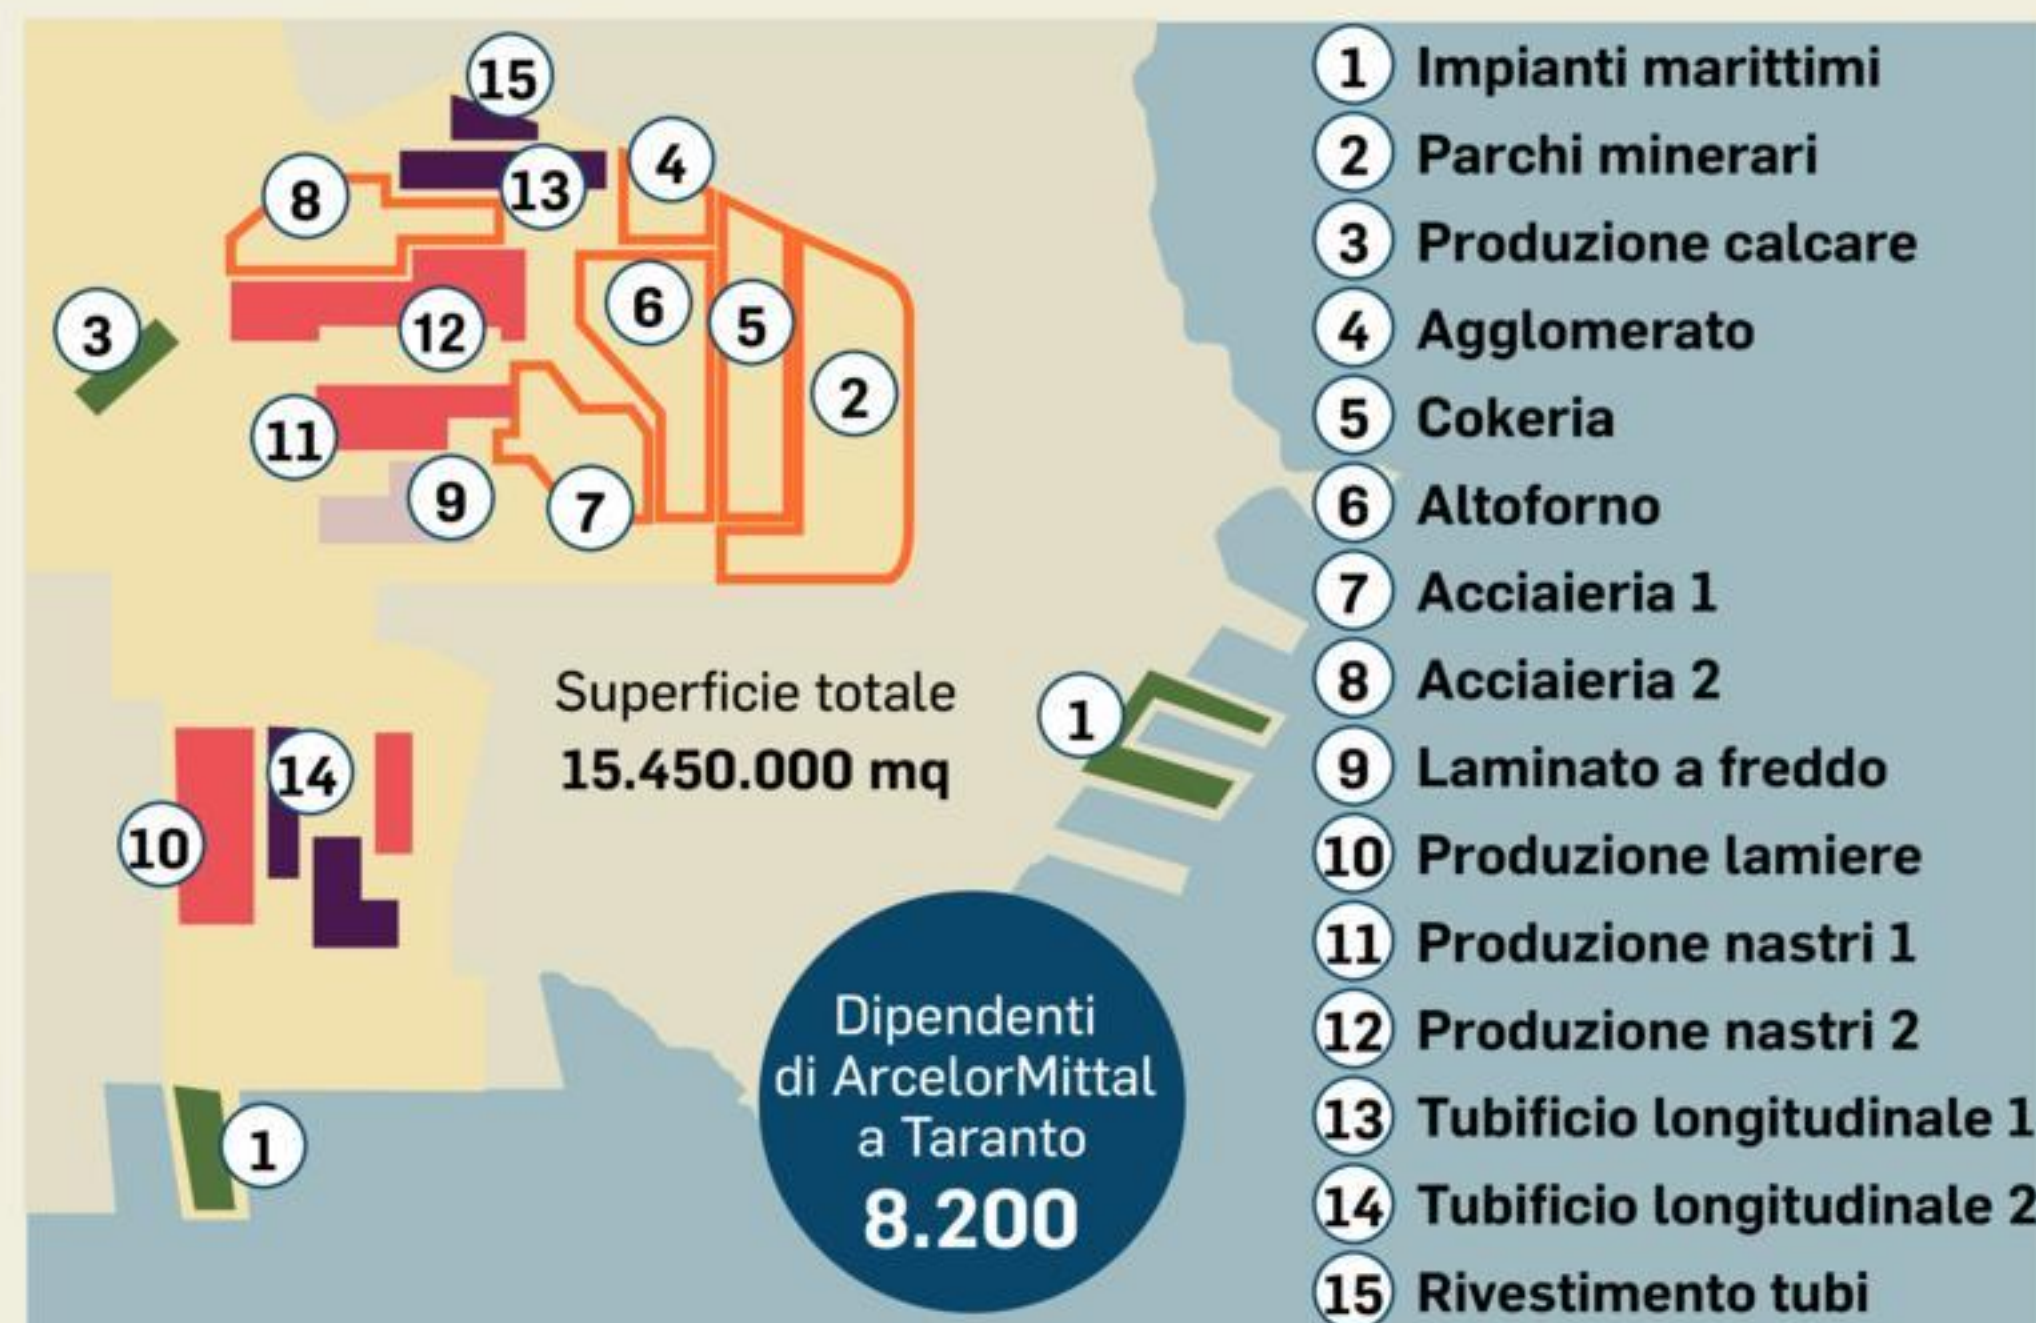 15
4
8
13
6
5
3
12
2
11
9
7
Superficie totale
15.450.000 mq
1
14
10
Dipendenti
di ArcelorMittal
a Taranto
8.200
1
1 Impianti marittimi
2 Parchi minerari
3 Produzione calcare
4 Agglomerato
5 Cokeria
6 Altoforno
7 Acciaieria 1
8 Acciaieria 2
9 Laminato a freddo
10 Produzione lamiere
11 Produzione nastri 1
12 Produzione nastri 2
13 Tubificio longitudinale 1
14 Tubificio longitudinale 2
15 Rivestimento tubi